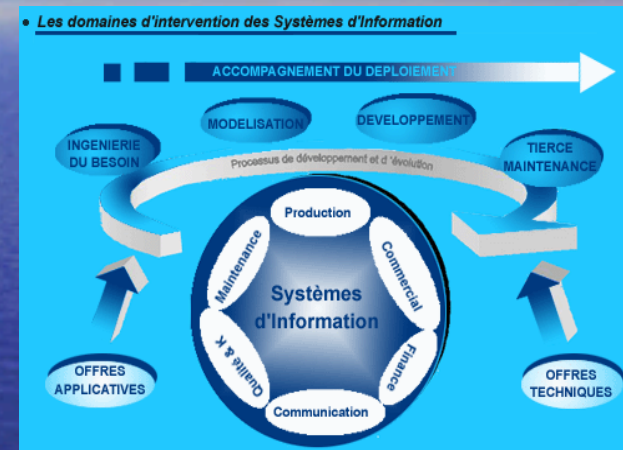 • Les domaines d'intervention des Systèmes d'Information
ACCOMPAGNEMENT DU DEPLOIEMENT
MODELISATION
DEVELOPPEMENT
INGENIERIE
DU BESOIN
TIERCE
MAINTENANCE
Processus de développement et d 'évolution
Production
Maintenance
Commercial
Systèmes
d'Information
Qualité & K
Finance
Communication
OFFRES
APPLICATIVES
OFFRES
TECHNIQUES